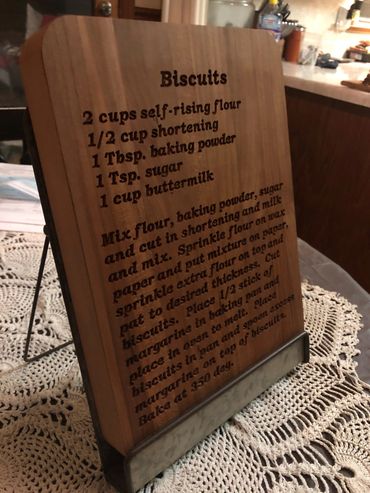 Biscuits
2 cups self-rising flour
1/2 cup shortening
1 Tbsp. baking powder
1 Tsp. sugar
1 cup buttermilk
Mix flour, baking powder, sugar
and cut in shortening and milk
and mix. Sprinkle flour on wax
paper and put mixture on paper,
sprinkle extra flour on top and
pat to desired thickness. Cut
biscuits. Place 1/2 stick of
margarine in baking pan and
place in oven to melt. Place
biscuits in pan and spoon excess
margarine on top of biscuits.
Bake at 350 deg.